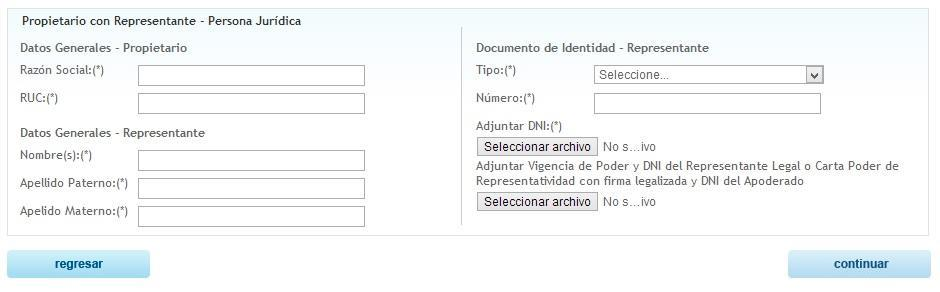 Propietario con Representante - Persona Jurídica
Datos Generales - Propietario
Razón Social:(*)
RUC:(*)
Datos Generales - Representante
Nombre(s):(*)
Apellido Paterno:(*)
Apelido Materno:(*)
Documento de Identidad - Representante
Tipo:(*)
Seleccione...
Número:(*)
Adjuntar DNI:(*)
Seleccionar archivo No s...ivo
Adjuntar Vigencia de Poder y DNI del Representante Legal o Carta Poder de
Representatividad con firma legalizada y DNI del Apoderado
Seleccionar archivo No s...ivo
regresar
continuar